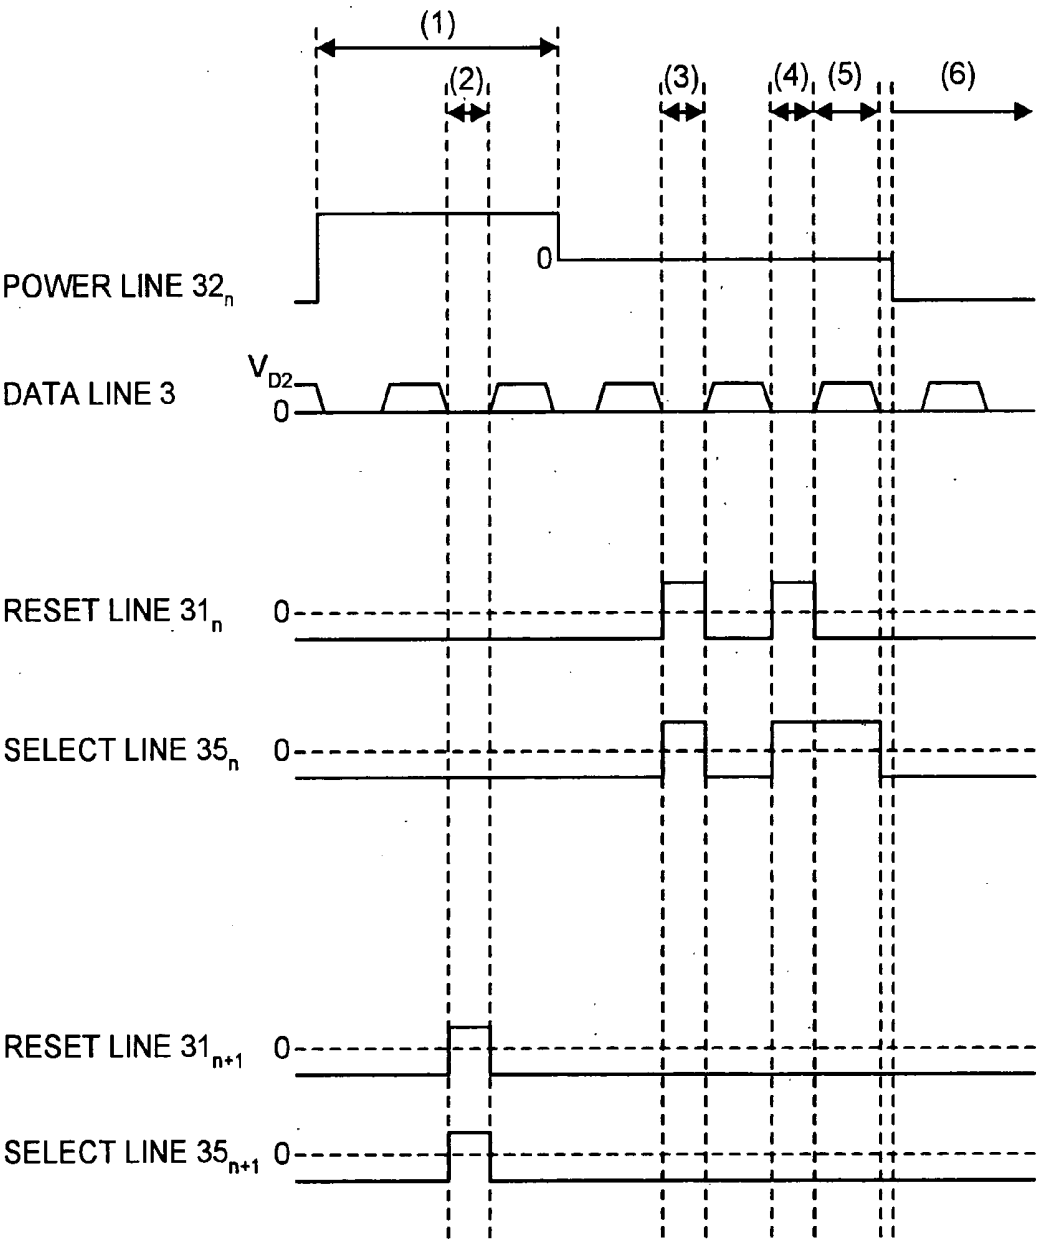 (1)
(2) (3) (4) (5) (6)
0
POWER LINE 32n
VD2
DATA LINE 3
0
RESET LINE 31n 0
SELECT LINE 35n 0
RESET LINE 31n+1 0
SELECT LINE 35n+1 0